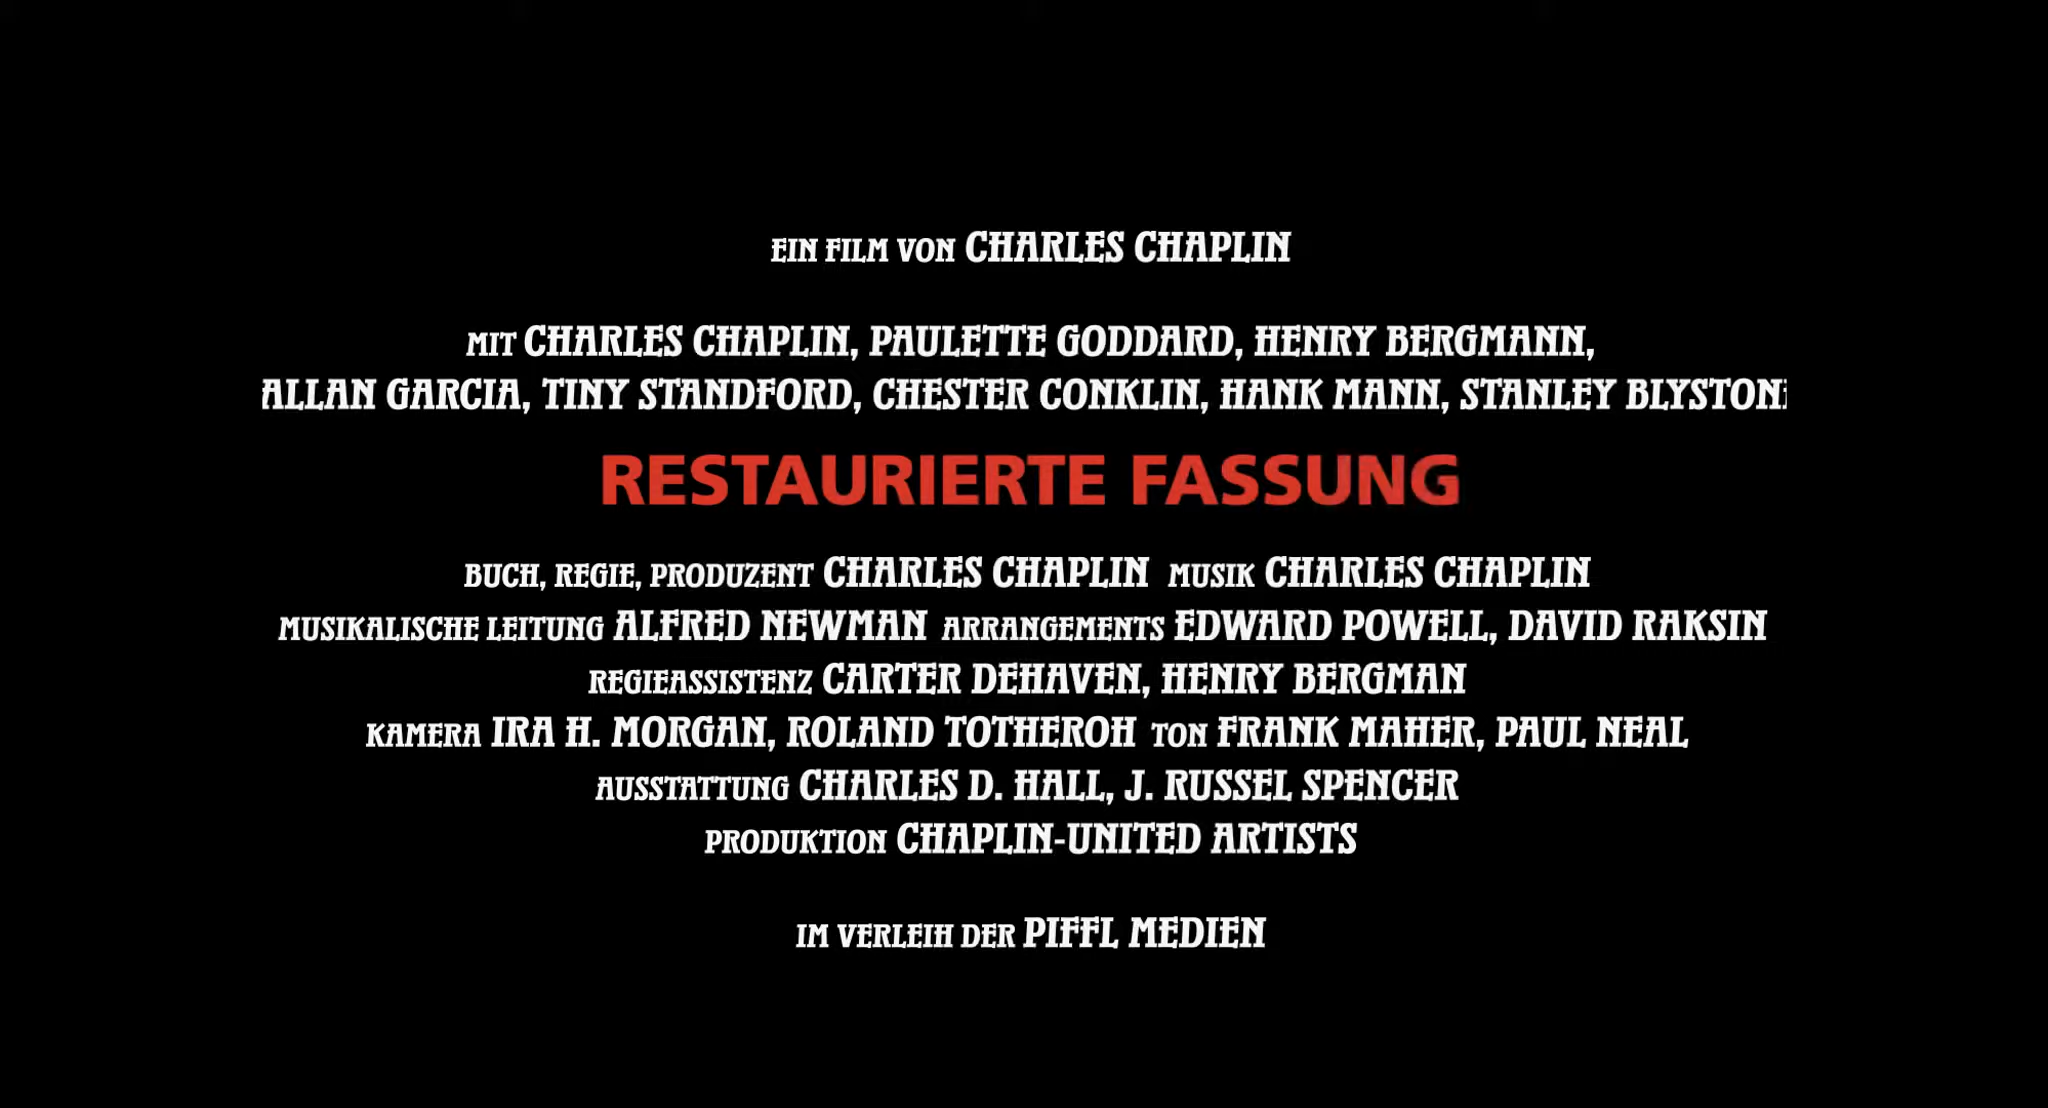 EIN FILM VON CHARLES CHAPLIN
MIT CHARLES CHAPLIN, PAULETTE GODDARD, HENRY BERGMANN,
ALLAN GARCIA, TINY STANDFORD, CHESTER CONKLIN, HANK MANN, STANLEY BLYSTONE
RESTAURIERTE FASSUNG
BUCH, REGIE, PRODUZENT CHARLES CHAPLIN MUSIK CHARLES CHAPLIN
MUSIKALISCHE LEITUNG ALFRED NEWMAN ARRANGEMENTS EDWARD POWELL, DAVID RAKSIN
REGIEASSISTENZ CARTER DEHAVEN, HENRY BERGMAN
KAMERA IRA H. MORGAN, ROLAND TOTHEROH TON FRANK MAHER, PAUL NEAL
AUSSTATTUNG CHARLES D. HALL, J. RUSSEL SPENCER
PRODUKTION CHAPLIN-UNITED ARTISTS
IM VERLEIH DER PIFFL MEDIEN